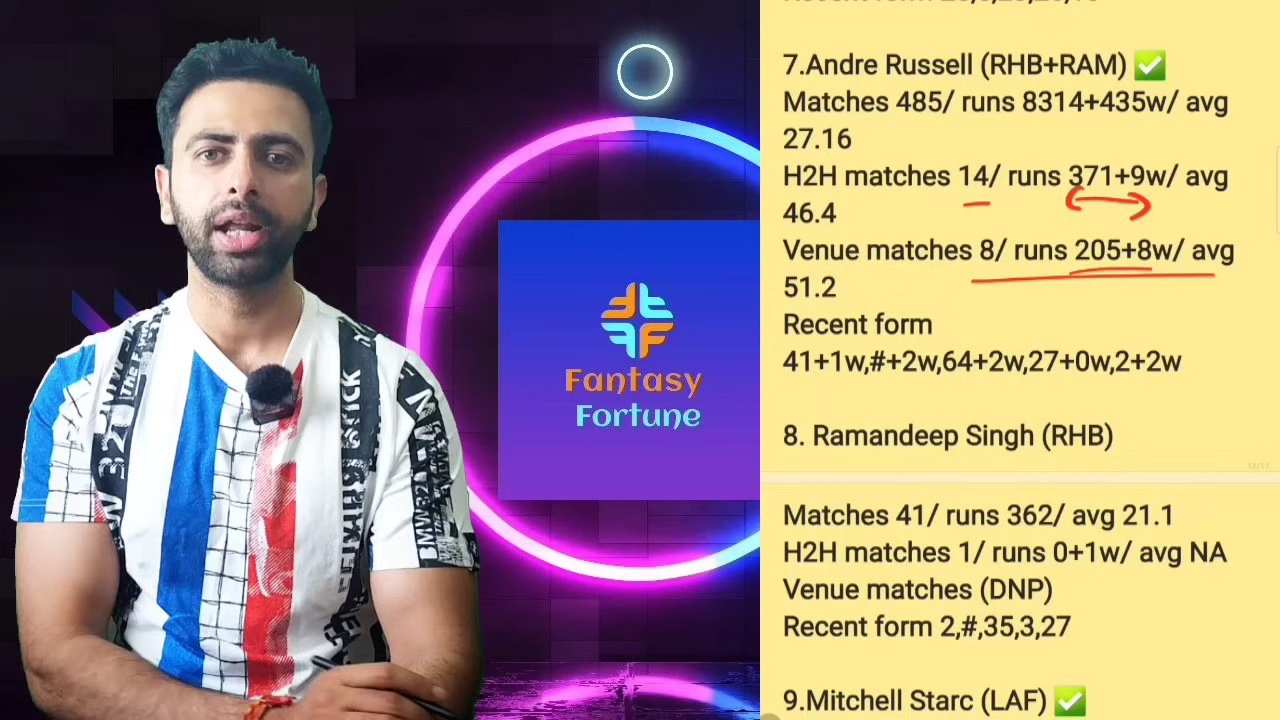 7.Andre Russell (RHB+RAM) ✅
Matches 485/ runs 8314+435w/ avg
27.16
H2H matches 14/ runs 371+9w/ avg
46.4
Venue matches 8/ runs 205+8w/ avg
51.2
Recent form
41+1w,#+2w,64+2w,27+0w,2+2w
8. Ramandeep Singh (RHB)
Matches 41/ runs 362/ avg 21.1
H2H matches 1/ runs 0+1w/ avg NA
Venue matches (DNP)
Recent form 2,#,35,3,27
9.Mitchell Starc (LAF) ✅
Fantasy
Fortune